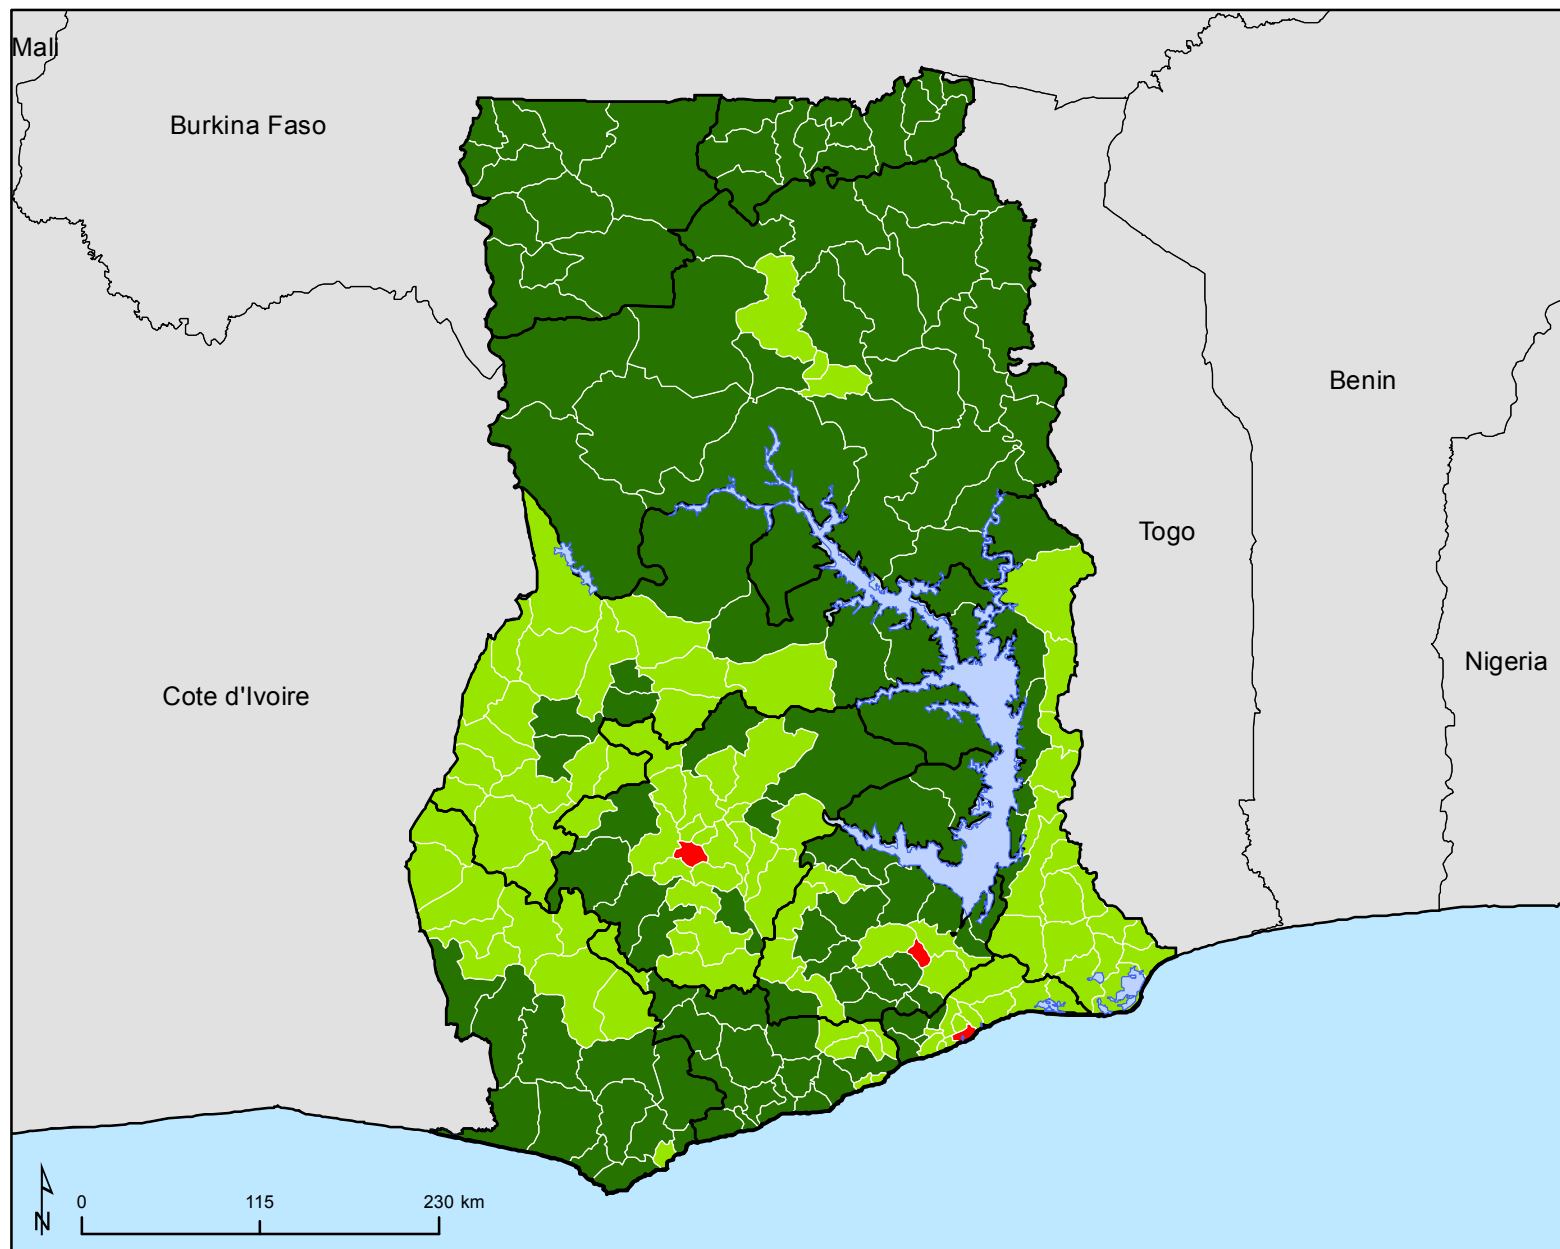 Mali
Burkina Faso
Benin
Togo
Nigeria
Cote d'Ivoire
N
0 115 230 km